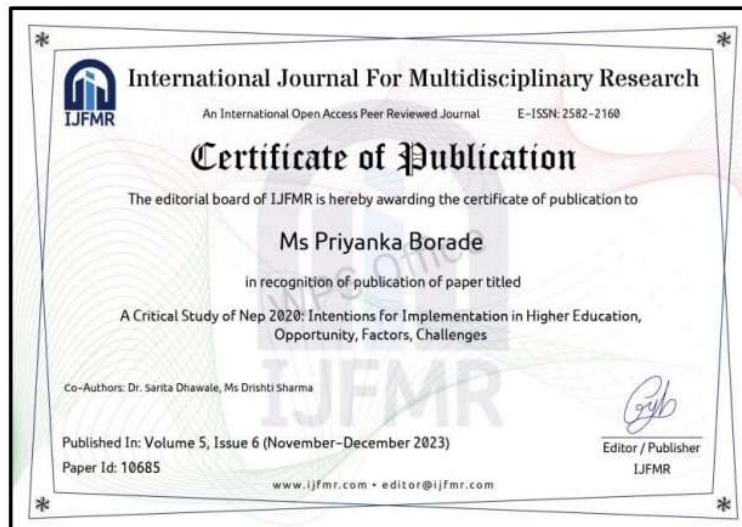 IJFMR
International Journal For Multidisciplinary Research
An International Open Access Peer Reviewed Journal E-ISSN: 2582-2160
Certificate of Publication
The editorial board of IJFMR is hereby awarding the certificate of publication to
Ms Priyanka Borade
WPS Office
in recognition of publication of paper titled
A Critical Study of Nep 2020: Intentions for Implementation in Higher Education,
Opportunity, Factors, Challenges
Co-Authors: Dr. Sarita Dhawale, Ms Drishti Sharma
IJFMR
Published In: Volume 5, Issue 6 (November-December 2023)
Paper Id: 10685
Editor / Publisher
IJFMR
www.ijfmr.com • editor@ijfmr.com